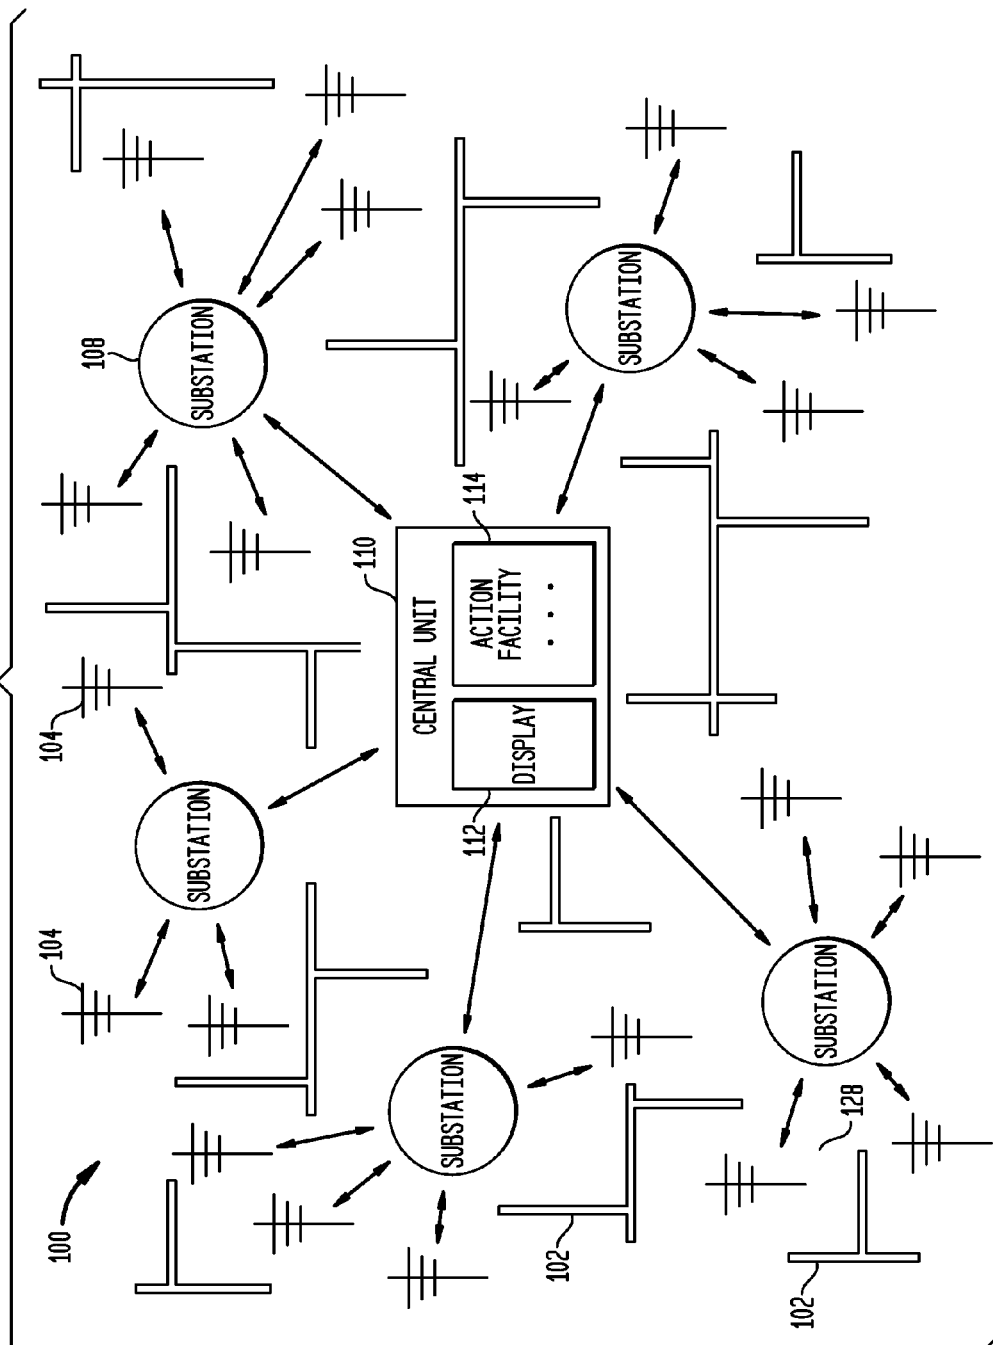 100
104
104
108
SUBSTATION
SUBSTATION
110
CENTRAL UNIT
112
DISPLAY
ACTION
FACILITY
. . .
114
SUBSTATION
SUBSTATION
102
SUBSTATION
128
102